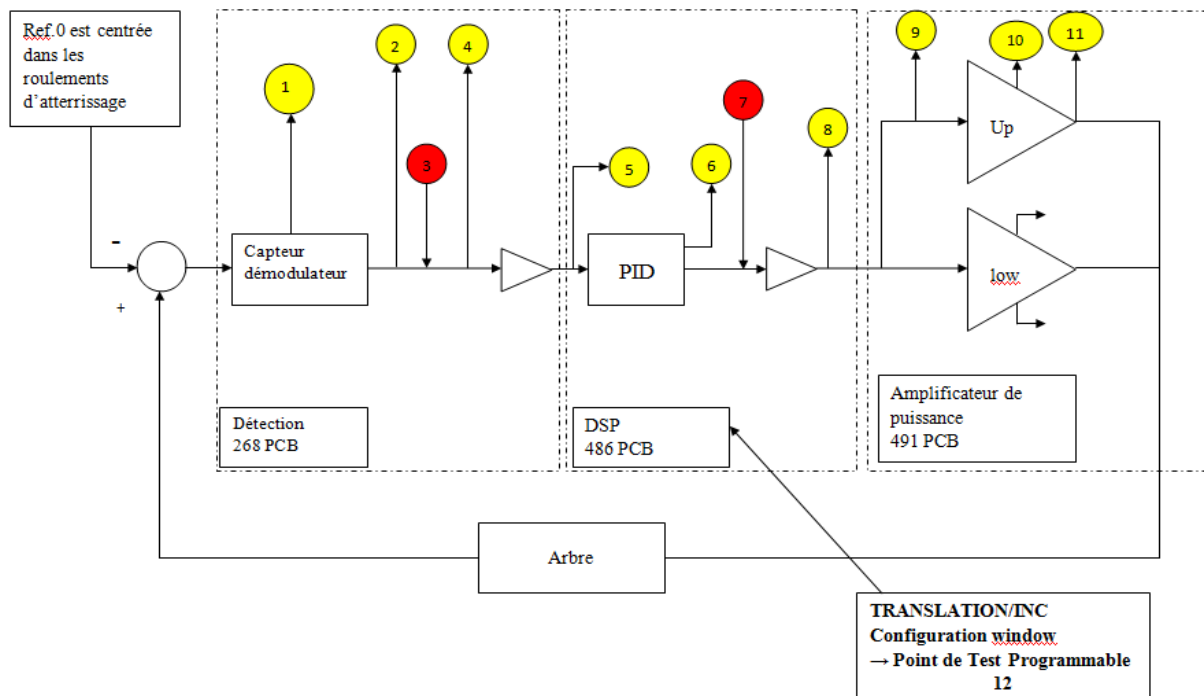 Ref.0 est centrée
dans les
roulements
d'atterrissage
1
2
3
4
5
6
7
8
9
10
11
Up
-
+
Capteur
démodulateur
PID
low
Détection
268 PCB
DSP
486 PCB
Amplificateur de
puissance
491 PCB
Arbre
TRANSLATION/INC
Configuration window
→ Point de Test Programmable
12